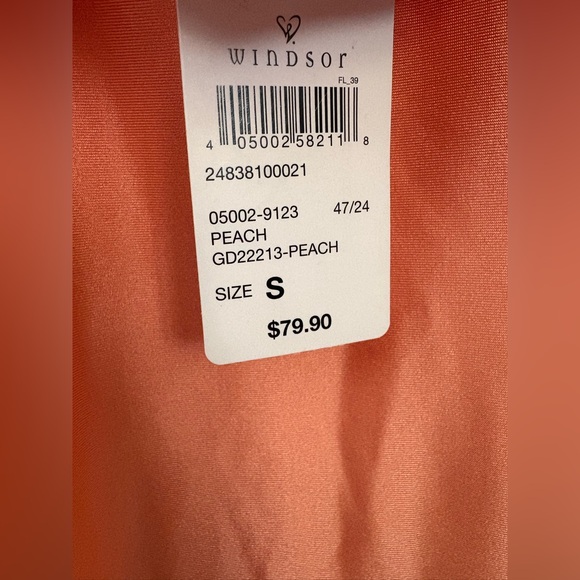 WINDSOR
FL_39
4 05002 58211 8
24838100021
05002-9123 47/24
PEACH
GD22213-PEACH
SIZE S
$79.90